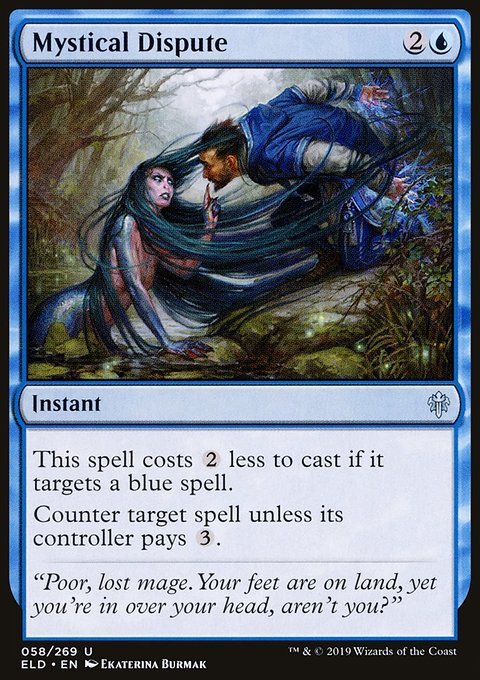 Mystical Dispute 2
Instant
This spell costs 2 less to cast if it
targets a blue spell.
Counter target spell unless its
controller pays 3.
“Poor, lost mage. Your feet are on land, yet
you’re in over your head, aren’t you?”
058/269 U
ELD • EN Ekaterina Burmak
™ & © 2019 Wizards of the Coast